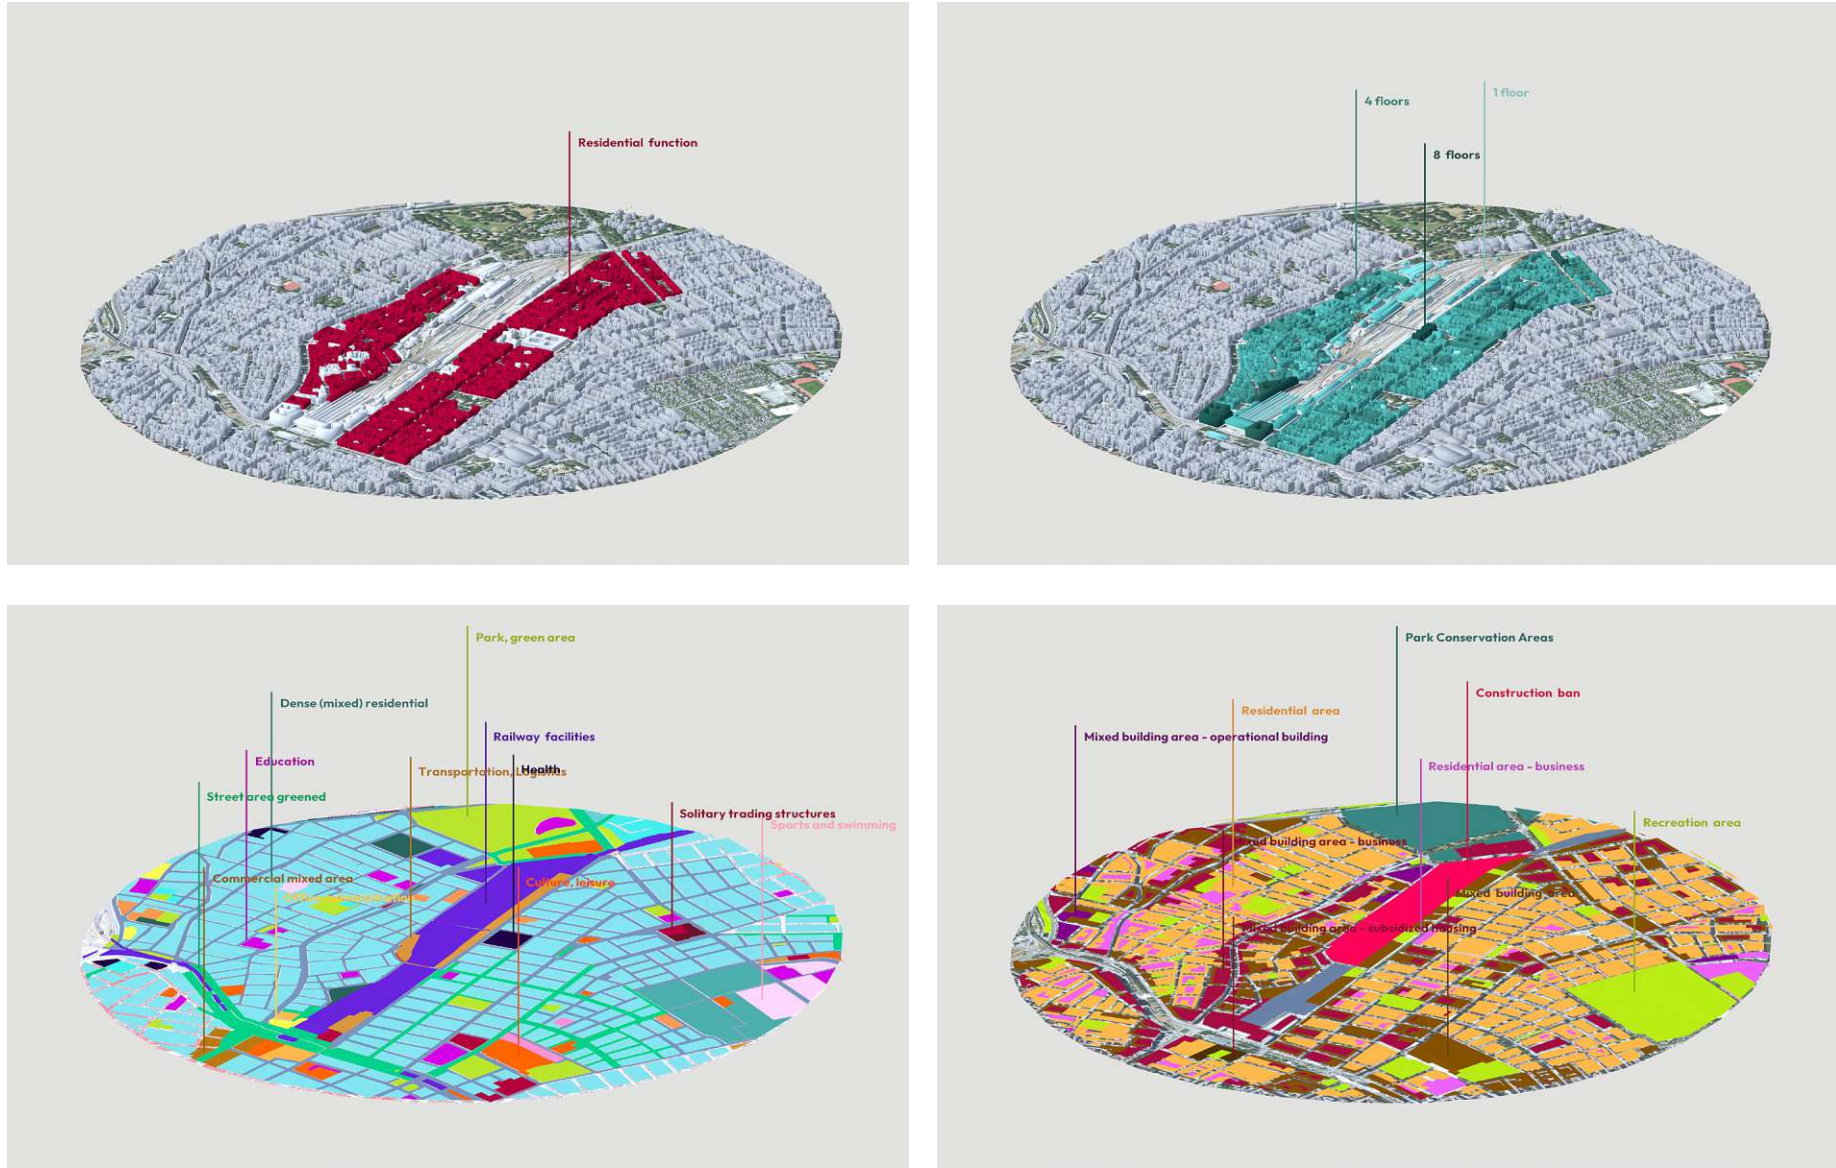 Residential function
1 floor
4 floors
8 floors
Park, green area
Dense (mixed) residential
Railway facilities
Education
Health
Transportation, Logistics
Street area greened
Solitary trading structures
Sports and swimming
Commercial mixed area
Culture, leisure
Park Conservation Areas
Construction ban
Residential area
Mixed building area - operational building
Residential area - business
Recreation area
Mixed building area - business
Mixed building area
Mixed building area - subsidized housing